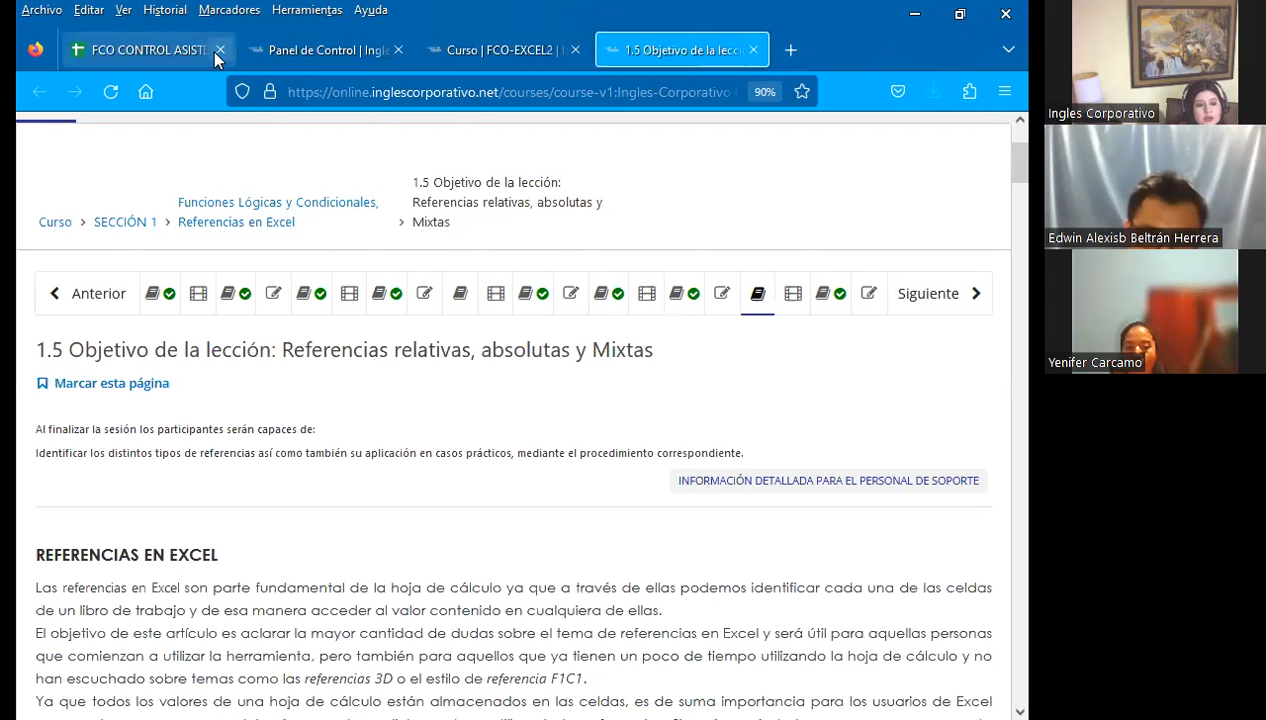 Archivo Editar Ver Historial Marcadores Herramientas Ayuda
FCO CONTROL ASISTE
Panel de Control | Ingle
Curso | FCO-EXCEL2 |
1.5 Objetivo de la lecc
https://online.inglescorporativo.net/courses/course-v1:Ingles-Corporativo
90%
Curso > SECCIÓN 1 > Funciones Lógicas y Condicionales, Referencias en Excel > 1.5 Objetivo de la lección: Referencias relativas, absolutas y Mixtas
Anterior
Siguiente
1.5 Objetivo de la lección: Referencias relativas, absolutas y Mixtas
Marcar esta página
Al finalizar la sesión los participantes serán capaces de:
Identificar los distintos tipos de referencias así como también su aplicación en casos prácticos, mediante el procedimiento correspondiente.
INFORMACIÓN DETALLADA PARA EL PERSONAL DE SOPORTE
REFERENCIAS EN EXCEL
Las referencias en Excel son parte fundamental de la hoja de cálculo ya que a través de ellas podemos identificar cada una de las celdas
de un libro de trabajo y de esa manera acceder al valor contenido en cualquiera de ellas.
El objetivo de este artículo es aclarar la mayor cantidad de dudas sobre el tema de referencias en Excel y será útil para aquellas personas
que comienzan a utilizar la herramienta, pero también para aquellos que ya tienen un poco de tiempo utilizando la hoja de cálculo y no
han escuchado sobre temas como las referencias 3D o el estilo de referencia F1C1.
Ya que todos los valores de una hoja de cálculo están almacenados en las celdas, es de suma importancia para los usuarios de Excel
Ingles Corporativo
Edwin Alexisb Beltrán Herrera
Yenifer Carcamo